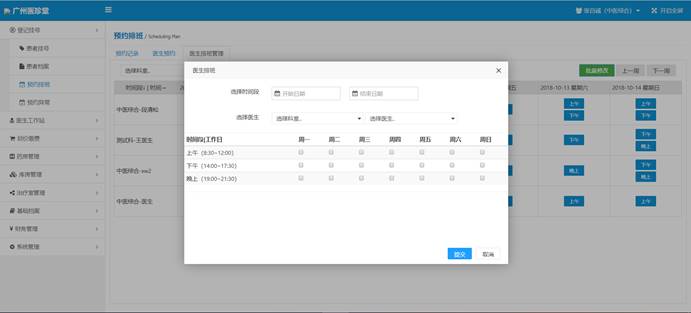 广州医珍堂
张百诚（中医综合） 开启全屏
登记挂号
患者挂号
患者档案
预约排班
预约异常
医生工作站
划价缴费
药房管理
库房管理
治疗室管理
基础档案
财务管理
系统管理
预约排班 / Scheduling Plan
预约记录 医生预约 医生排班管理
选择科室.. 批量修改 上一周 下一周
2018-10-13 星期六 2018-10-14 星期日
中医综合-段清松 上午 上午
下午 下午
测试科-王医生 下午 下午
晚上
中医综合-xw2 晚上 下午
晚上
中医综合-医生 上午 上午
医生排班
选择时间段 开始日期 结束日期
选择医生 选择科室.. 选择医生..
时间段|工作日 周一 周二 周三 周四 周五 周六 周日
上午（8:30~12:00）
下午（14:00~17:30）
晚上（19:00~21:30）
提交 取消